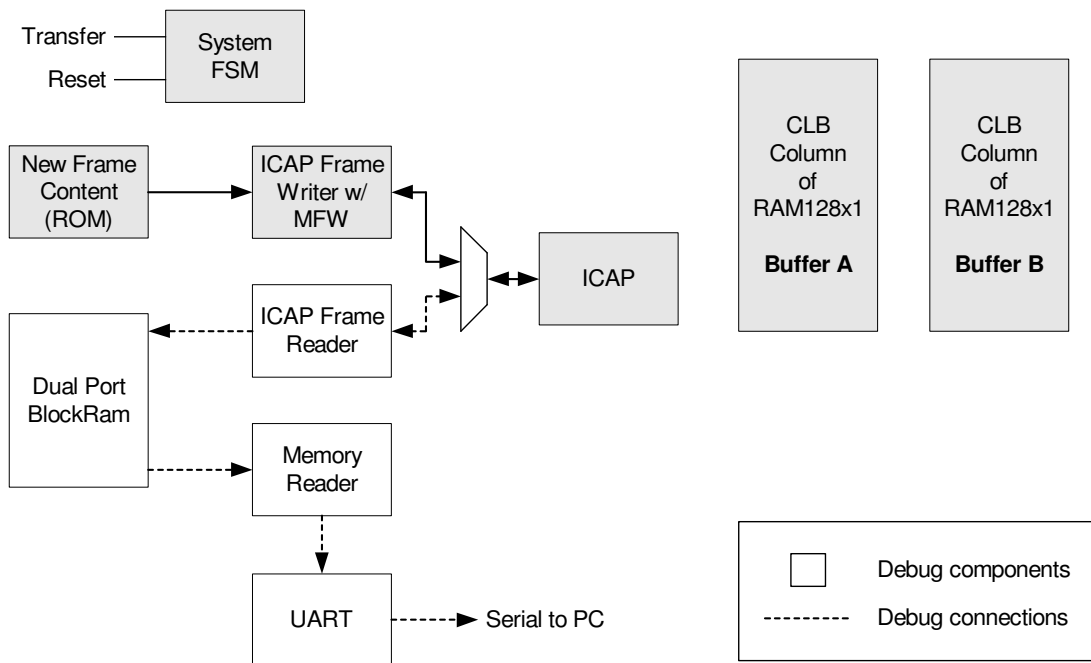 Transfer
Reset
System
FSM
New Frame
Content
(ROM)
ICAP Frame
Writer w/
MFW
ICAP
CLB
Column
of
RAM128x1
Buffer A
CLB
Column
of
RAM128x1
Buffer B
ICAP Frame
Reader
Dual Port
BlockRam
Memory
Reader
UART
Serial to PC
Debug components
Debug connections